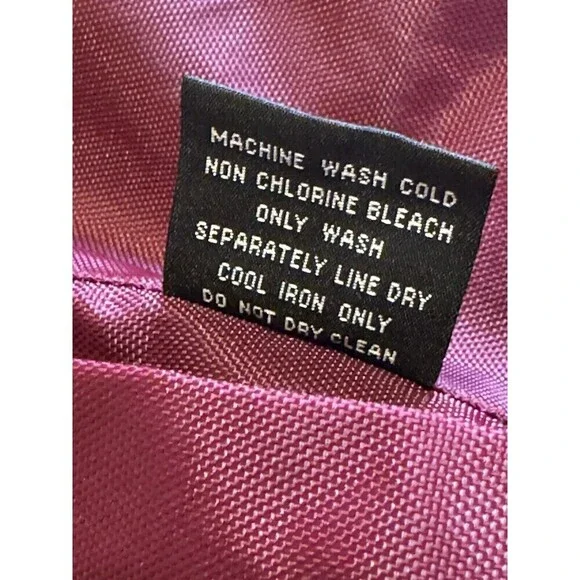 MACHINE WASH COLD
NON CHLORINE BLEACH
ONLY WASH
SEPARATELY LINE DRY
COOL IRON ONLY
DO NOT DRY CLEAN